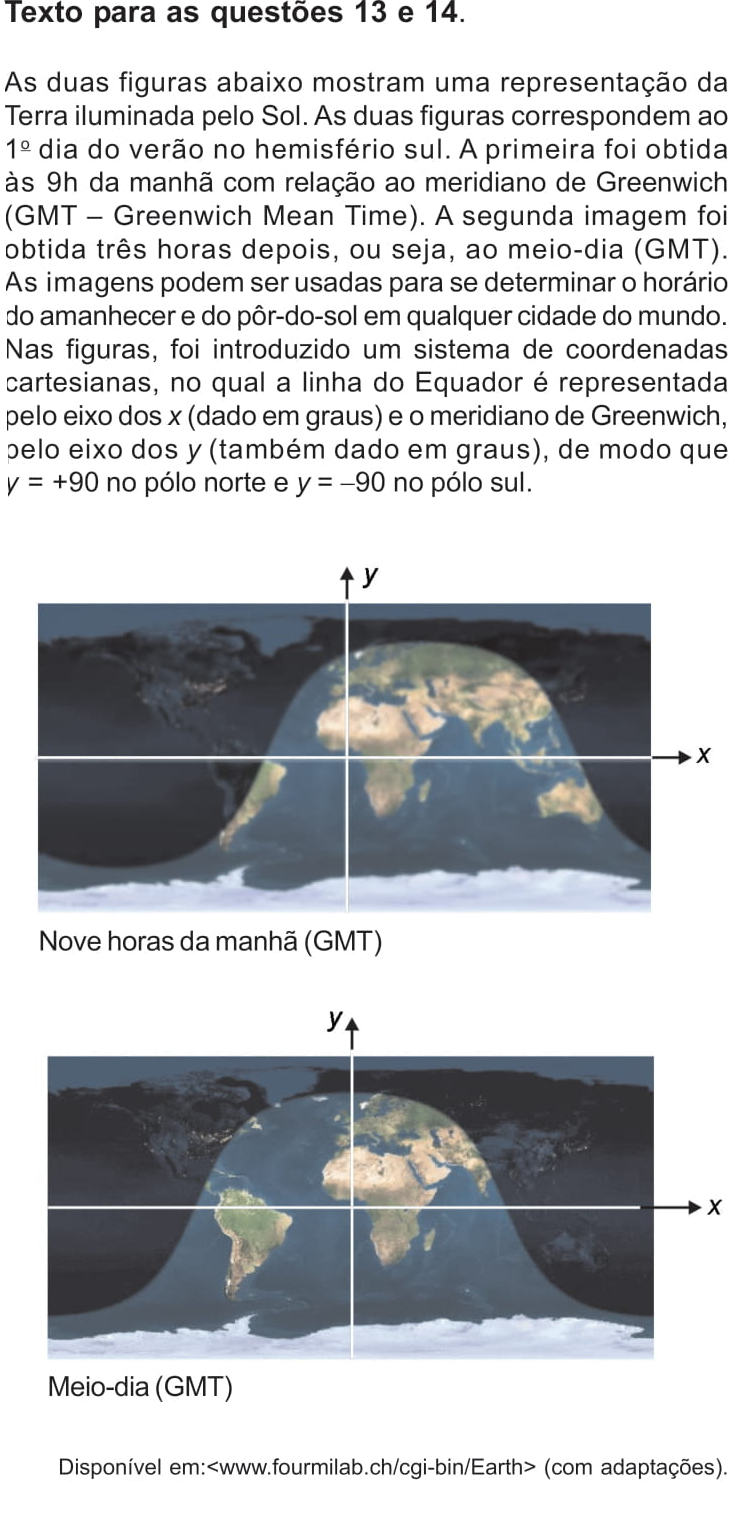 Texto para as questões 13 e 14.
As duas figuras abaixo mostram uma representação da
Terra iluminada pelo Sol. As duas figuras correspondem ao
1º dia do verão no hemisfério sul. A primeira foi obtida
às 9h da manhã com relação ao meridiano de Greenwich
(GMT – Greenwich Mean Time). A segunda imagem foi
obtida três horas depois, ou seja, ao meio-dia (GMT).
As imagens podem ser usadas para se determinar o horário
do amanhecer e do pôr-do-sol em qualquer cidade do mundo.
Nas figuras, foi introduzido um sistema de coordenadas
cartesianas, no qual a linha do Equador é representada
pelo eixo dos x (dado em graus) e o meridiano de Greenwich,
pelo eixo dos y (também dado em graus), de modo que
y = +90 no pólo norte e y = –90 no pólo sul.
y
x
Nove horas da manhã (GMT)
y
x
Meio-dia (GMT)
Disponível em:<www.fourmilab.ch/cgi-bin/Earth> (com adaptações).